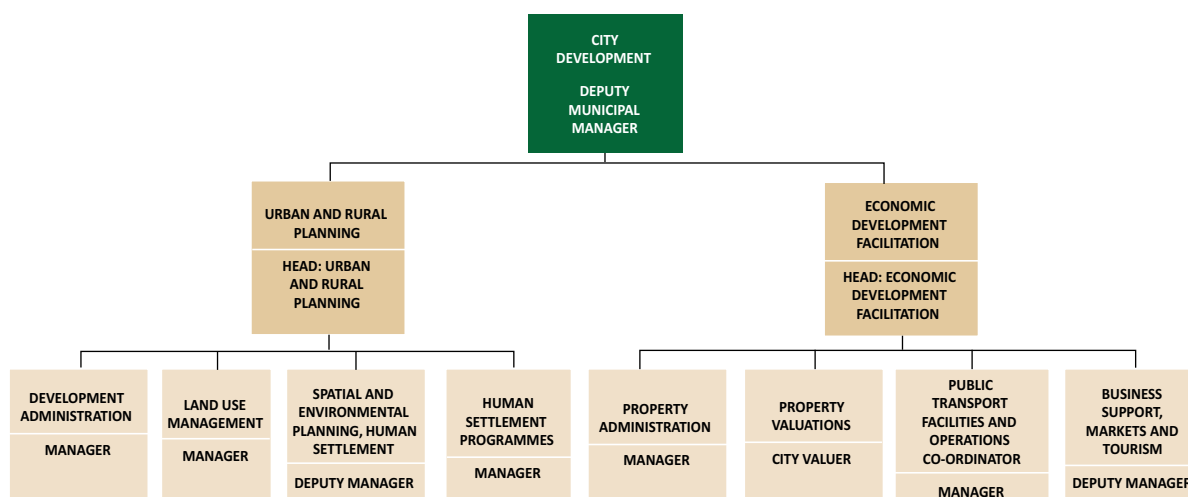 CITY
DEVELOPMENT
DEPUTY
MUNICIPAL
MANAGER
URBAN AND RURAL
PLANNING
HEAD: URBAN
AND RURAL
PLANNING
ECONOMIC
DEVELOPMENT
FACILITATION
HEAD: ECONOMIC
DEVELOPMENT
FACILITATION
DEVELOPMENT
ADMINISTRATION
MANAGER
LAND USE
MANAGEMENT
MANAGER
SPATIAL AND
ENVIRONMENTAL
PLANNING, HUMAN
SETTLEMENT
DEPUTY MANAGER
HUMAN
SETTLEMENT
PROGRAMMES
MANAGER
PROPERTY
ADMINISTRATION
MANAGER
PROPERTY
VALUATIONS
CITY VALUER
PUBLIC
TRANSPORT
FACILITIES AND
OPERATIONS
CO-ORDINATOR
MANAGER
BUSINESS
SUPPORT,
MARKETS AND
TOURISM
DEPUTY MANAGER